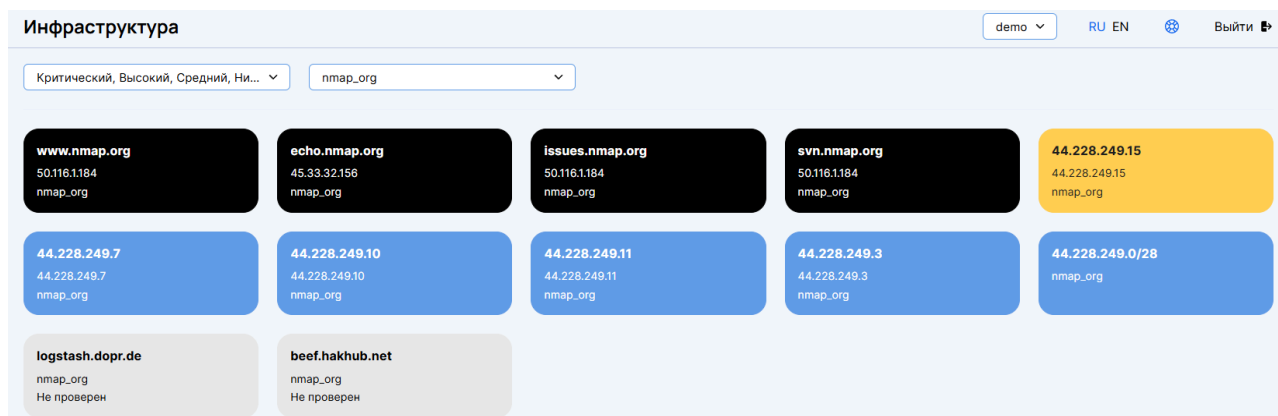 Инфраструктура
demo
RU EN
Выйти
Критический, Высокий, Средний, Ни...
nmap_org
www.nmap.org
50.116.1.184
nmap_org
echo.nmap.org
45.33.32.156
nmap_org
issues.nmap.org
50.116.1.184
nmap_org
svn.nmap.org
50.116.1.184
nmap_org
44.228.249.15
44.228.249.15
nmap_org
44.228.249.7
44.228.249.7
nmap_org
44.228.249.10
44.228.249.10
nmap_org
44.228.249.11
44.228.249.11
nmap_org
44.228.249.3
44.228.249.3
nmap_org
44.228.249.0/28
nmap_org
logstash.dopr.de
nmap_org
Не проверен
beef.hakhub.net
nmap_org
Не проверен